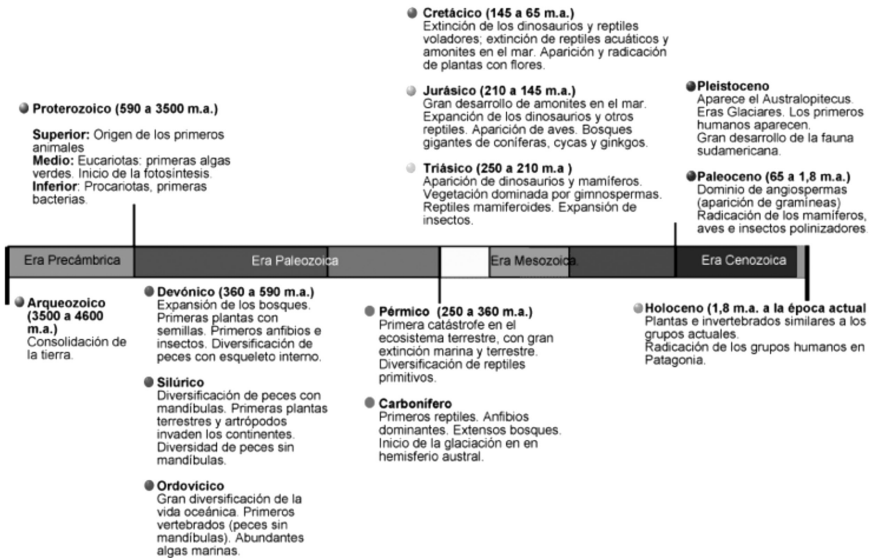 Cretácico (145 a 65 m.a.)
Extinción de los dinosaurios y reptiles
voladores; extinción de reptiles acuáticos y
amonites en el mar. Aparición y radicación
de plantas con flores.
Jurásico (210 a 145 m.a.)
Gran desarrollo de amonites en el mar.
Expansión de los dinosaurios y otros
reptiles. Aparición de aves. Bosques
gigantes de coníferas, cycas y ginkgos.
Triásico (250 a 210 m.a )
Aparición de dinosaurios y mamíferos.
Vegetación dominada por gimnospermas.
Reptiles mamiferoides. Expansión de
insectos.
Pleistoceno
Aparece el Australopitecus.
Eras Glaciares. Los primeros
humanos aparecen.
Gran desarrollo de la fauna
sudamericana.
Paleoceno (65 a 1,8 m.a.)
Dominio de angiospermas
(aparición de gramíneas)
Radicación de los mamíferos,
aves e insectos polinizadores
Proterozoico (590 a 3500 m.a.)
Superior: Origen de los primeros
animales
Medio: Eucariotas: primeras algas
verdes. Inicio de la fotosíntesis.
Inferior: Procariotas, primeras
bacterias.
Era Precámbrica
Era Paleozoica
Era Mesozoica
Era Cenozoica
Arqueozoico
(3500 a 4600
m.a.)
Consolidación de
la tierra.
Devónico (360 a 590 m.a.)
Expansión de los bosques.
Primeras plantas con
semillas. Primeros anfibios e
insectos. Diversificación de
peces con esqueleto interno.
Silúrico
Diversificación de peces con
mandíbulas. Primeras plantas
terrestres y artrópodos
invaden los continentes.
Diversidad de peces sin
mandíbulas.
Ordovícico
Gran diversificación de la
vida oceánica. Primeros
vertebrados (peces sin
mandíbulas). Abundantes
algas marinas.
Pérmico (250 a 360 m.a.)
Primera catástrofe en el
ecosistema terrestre, con gran
extinción marina y terrestre.
Diversificación de reptiles
primitivos.
Carbonífero
Primeros reptiles. Anfibios
dominantes. Extensos bosques.
Inicio de la glaciación en en
hemisferio austral.
Holoceno (1,8 m.a. a la época actual
Plantas e invertebrados similares a los
grupos actuales.
Radicación de los grupos humanos en
Patagonia.